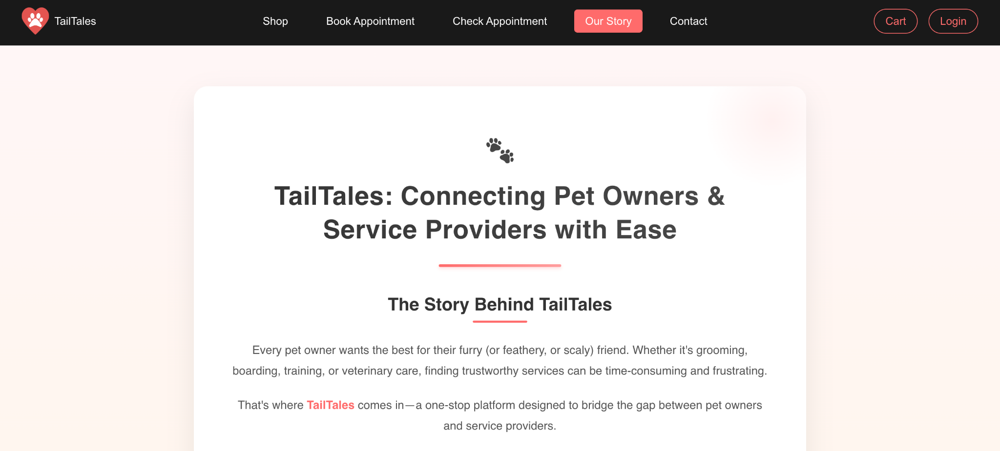 TailTales
Shop
Book Appointment
Check Appointment
Our Story
Contact
Cart
Login
TailTales: Connecting Pet Owners &
Service Providers with Ease
The Story Behind TailTales
Every pet owner wants the best for their furry (or feathery, or scaly) friend. Whether it's grooming,
boarding, training, or veterinary care, finding trustworthy services can be time-consuming and frustrating.
That's where TailTales comes in—a one-stop platform designed to bridge the gap between pet owners
and service providers.